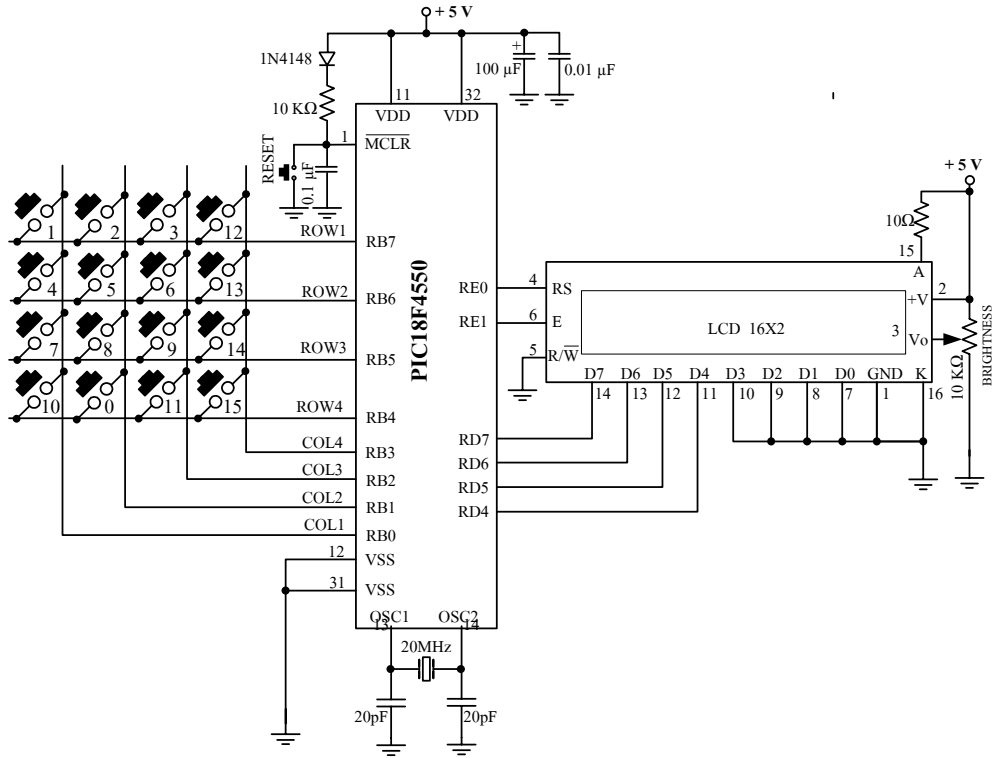 + 5 V
1N4148
10 KΩ
100 µF
0.01 µF
+
11
32
VDD
VDD
1
MCLR
RESET
0.1 µF
1
2
3
12
ROW1
RB7
4
5
6
13
ROW2
RB6
7
8
9
14
ROW3
RB5
10
0
11
15
ROW4
RB4
COL4
RB3
COL3
RB2
COL2
RB1
COL1
RB0
12
VSS
31
VSS
OSC1
OSC2
13
14
20MHz
20pF
20pF
PIC18F4550
RE0
RE1
RD7
RD6
RD5
RD4
4
RS
6
E
5
R/W
LCD 16X2
+ 5 V
10Ω
15
A
+V
2
3
Vo
10 KΩ
BRIGHTNESS
D7
D6
D5
D4
D3
D2
D1
D0
GND
K
14
13
12
11
10
9
8
7
1
16